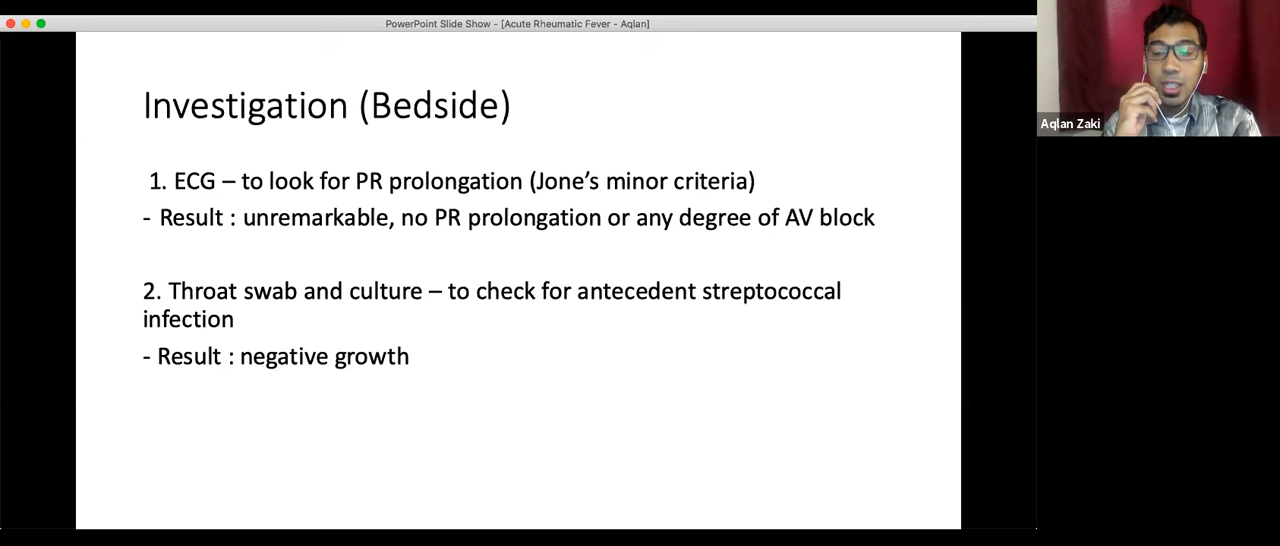 PowerPoint Slide Show - [Acute Rheumatic Fever - Aqlan]
Investigation (Bedside)
1. ECG – to look for PR prolongation (Jone’s minor criteria)
- Result : unremarkable, no PR prolongation or any degree of AV block
2. Throat swab and culture – to check for antecedent streptococcal
infection
- Result : negative growth
Aqlan Zaki